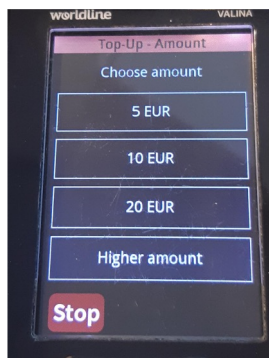 worldline
VALINA
Top-Up - Amount
Choose amount
5 EUR
10 EUR
20 EUR
Higher amount
Stop